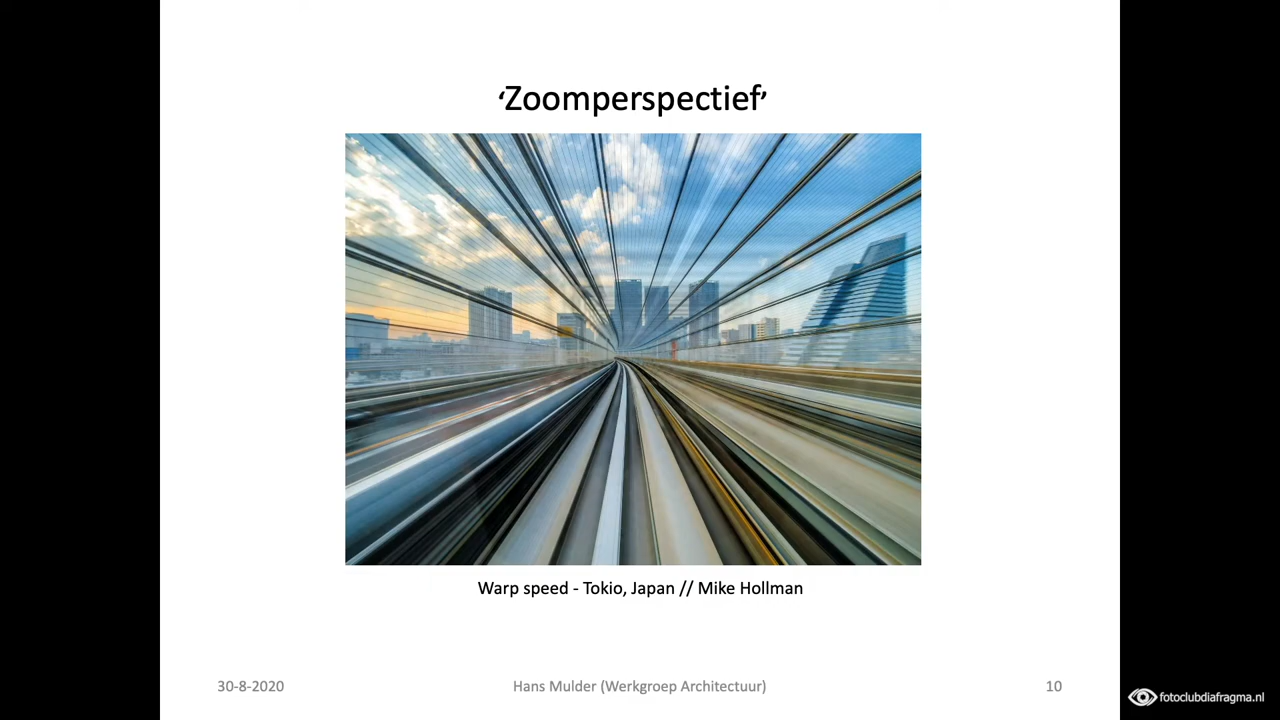 ‘Zoomperspectief’
Warp speed - Tokio, Japan // Mike Hollman
30-8-2020
Hans Mulder (Werkgroep Architectuur)
10
fotoclubdiafragma.nl